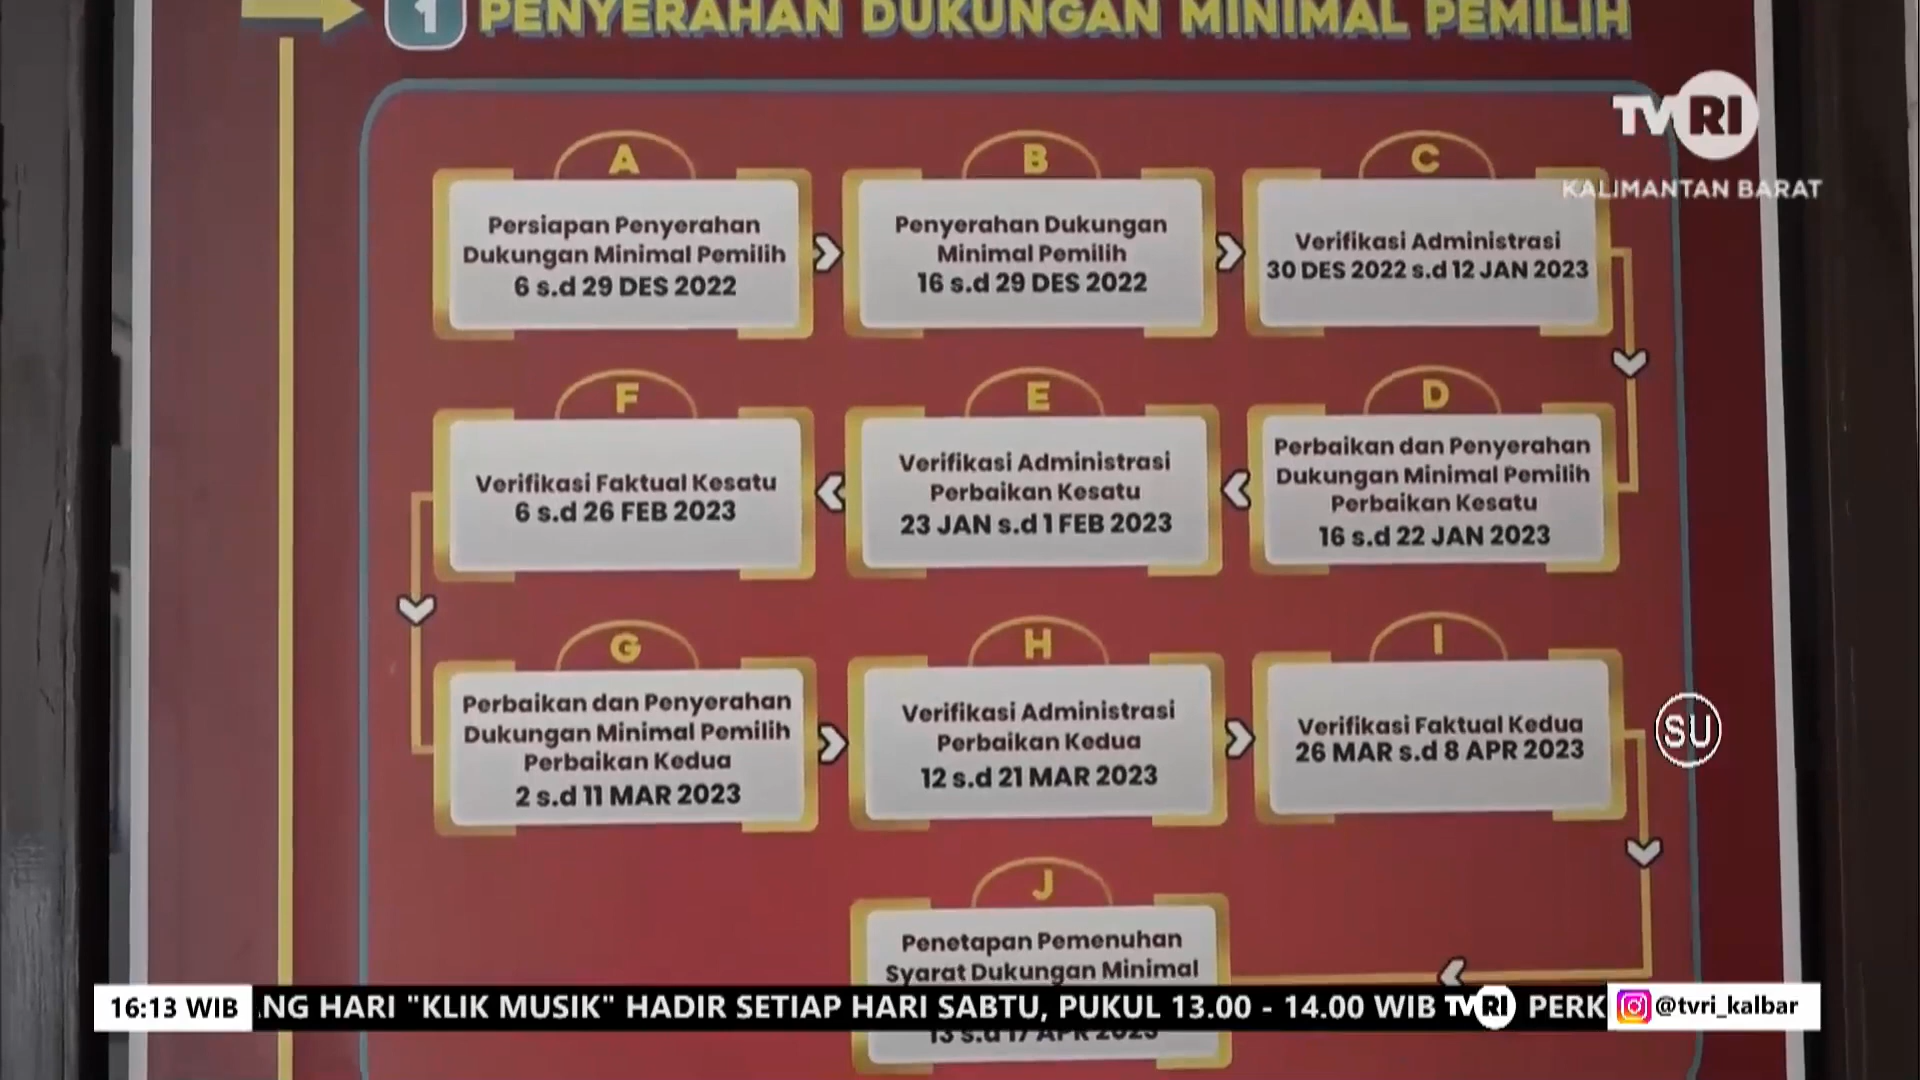 1 PENYERAHAN DUKUNGAN MINIMAL PEMILIH
TVRI
KALIMANTAN BARAT
A
Persiapan Penyerahan
Dukungan Minimal Pemilih
6 s.d 29 DES 2022
B
Penyerahan Dukungan
Minimal Pemilih
16 s.d 29 DES 2022
C
Verifikasi Administrasi
30 DES 2022 s.d 12 JAN 2023
D
Perbaikan dan Penyerahan
Dukungan Minimal Pemilih
Perbaikan Kesatu
16 s.d 22 JAN 2023
E
Verifikasi Administrasi
Perbaikan Kesatu
23 JAN s.d 1 FEB 2023
F
Verifikasi Faktual Kesatu
6 s.d 26 FEB 2023
G
Perbaikan dan Penyerahan
Dukungan Minimal Pemilih
Perbaikan Kedua
2 s.d 11 MAR 2023
H
Verifikasi Administrasi
Perbaikan Kedua
12 s.d 21 MAR 2023
I
Verifikasi Faktual Kedua
26 MAR s.d 8 APR 2023
SU
J
Penetapan Pemenuhan
Syarat Dukungan Minimal
13 s.d 17 APR 2023
16:13 WIB NG HARI "KLIK MUSIK" HADIR SETIAP HARI SABTU, PUKUL 13.00 - 14.00 WIB TVRI PERK @tvri_kalbar